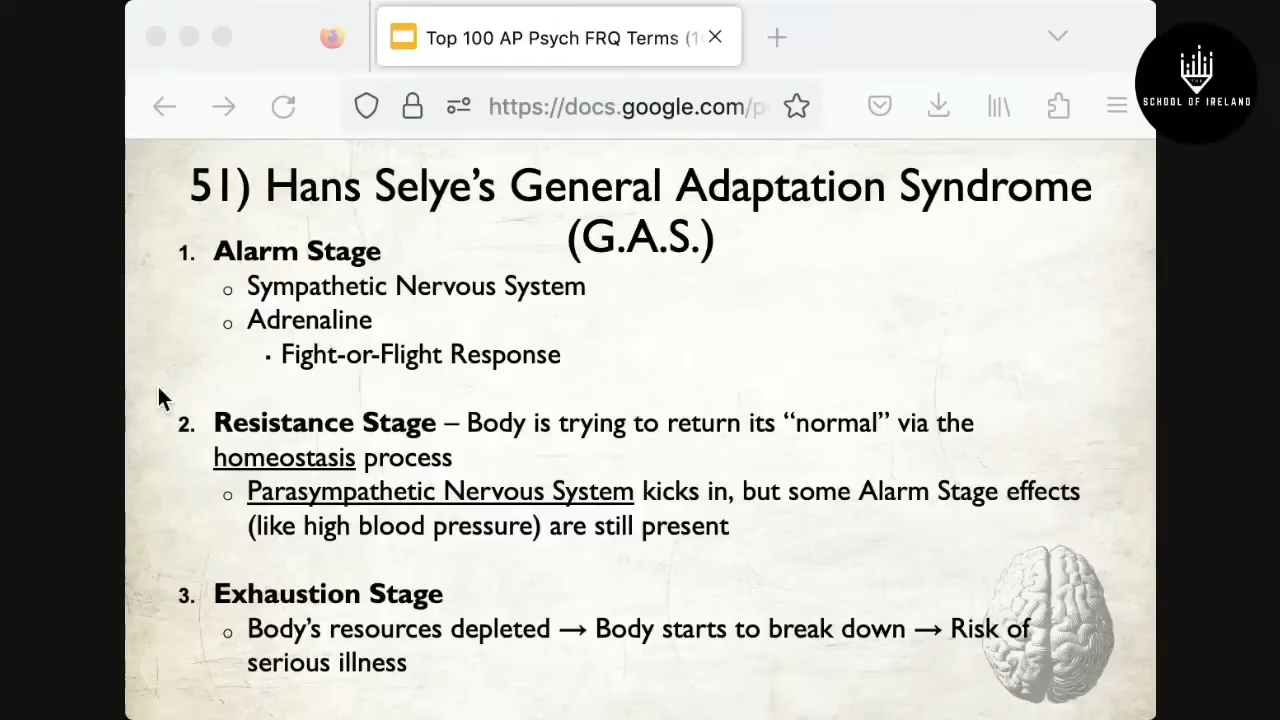 Top 100 AP Psych FRQ Terms (1
https://docs.google.com/p
THE
SCHOOL OF IRELAND
51) Hans Selye’s General Adaptation Syndrome
(G.A.S.)
1. Alarm Stage
○ Sympathetic Nervous System
○ Adrenaline
▪ Fight-or-Flight Response
2. Resistance Stage – Body is trying to return its “normal” via the
homeostasis process
○ Parasympathetic Nervous System kicks in, but some Alarm Stage effects
(like high blood pressure) are still present
3. Exhaustion Stage
○ Body’s resources depleted → Body starts to break down → Risk of
serious illness